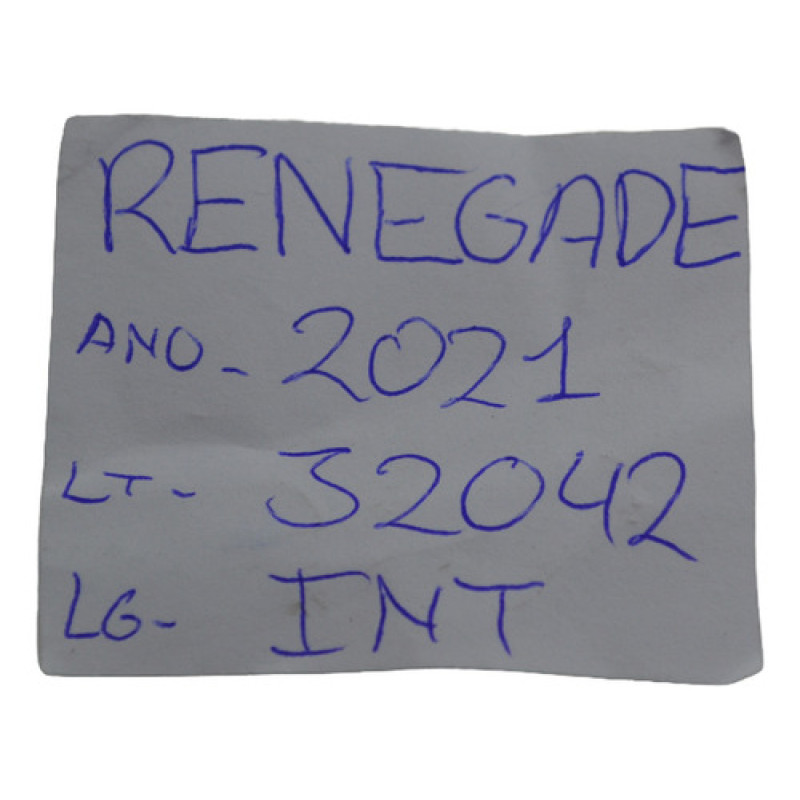 RENEGADE
ANO - 2021
LT - 32042
LG - INT